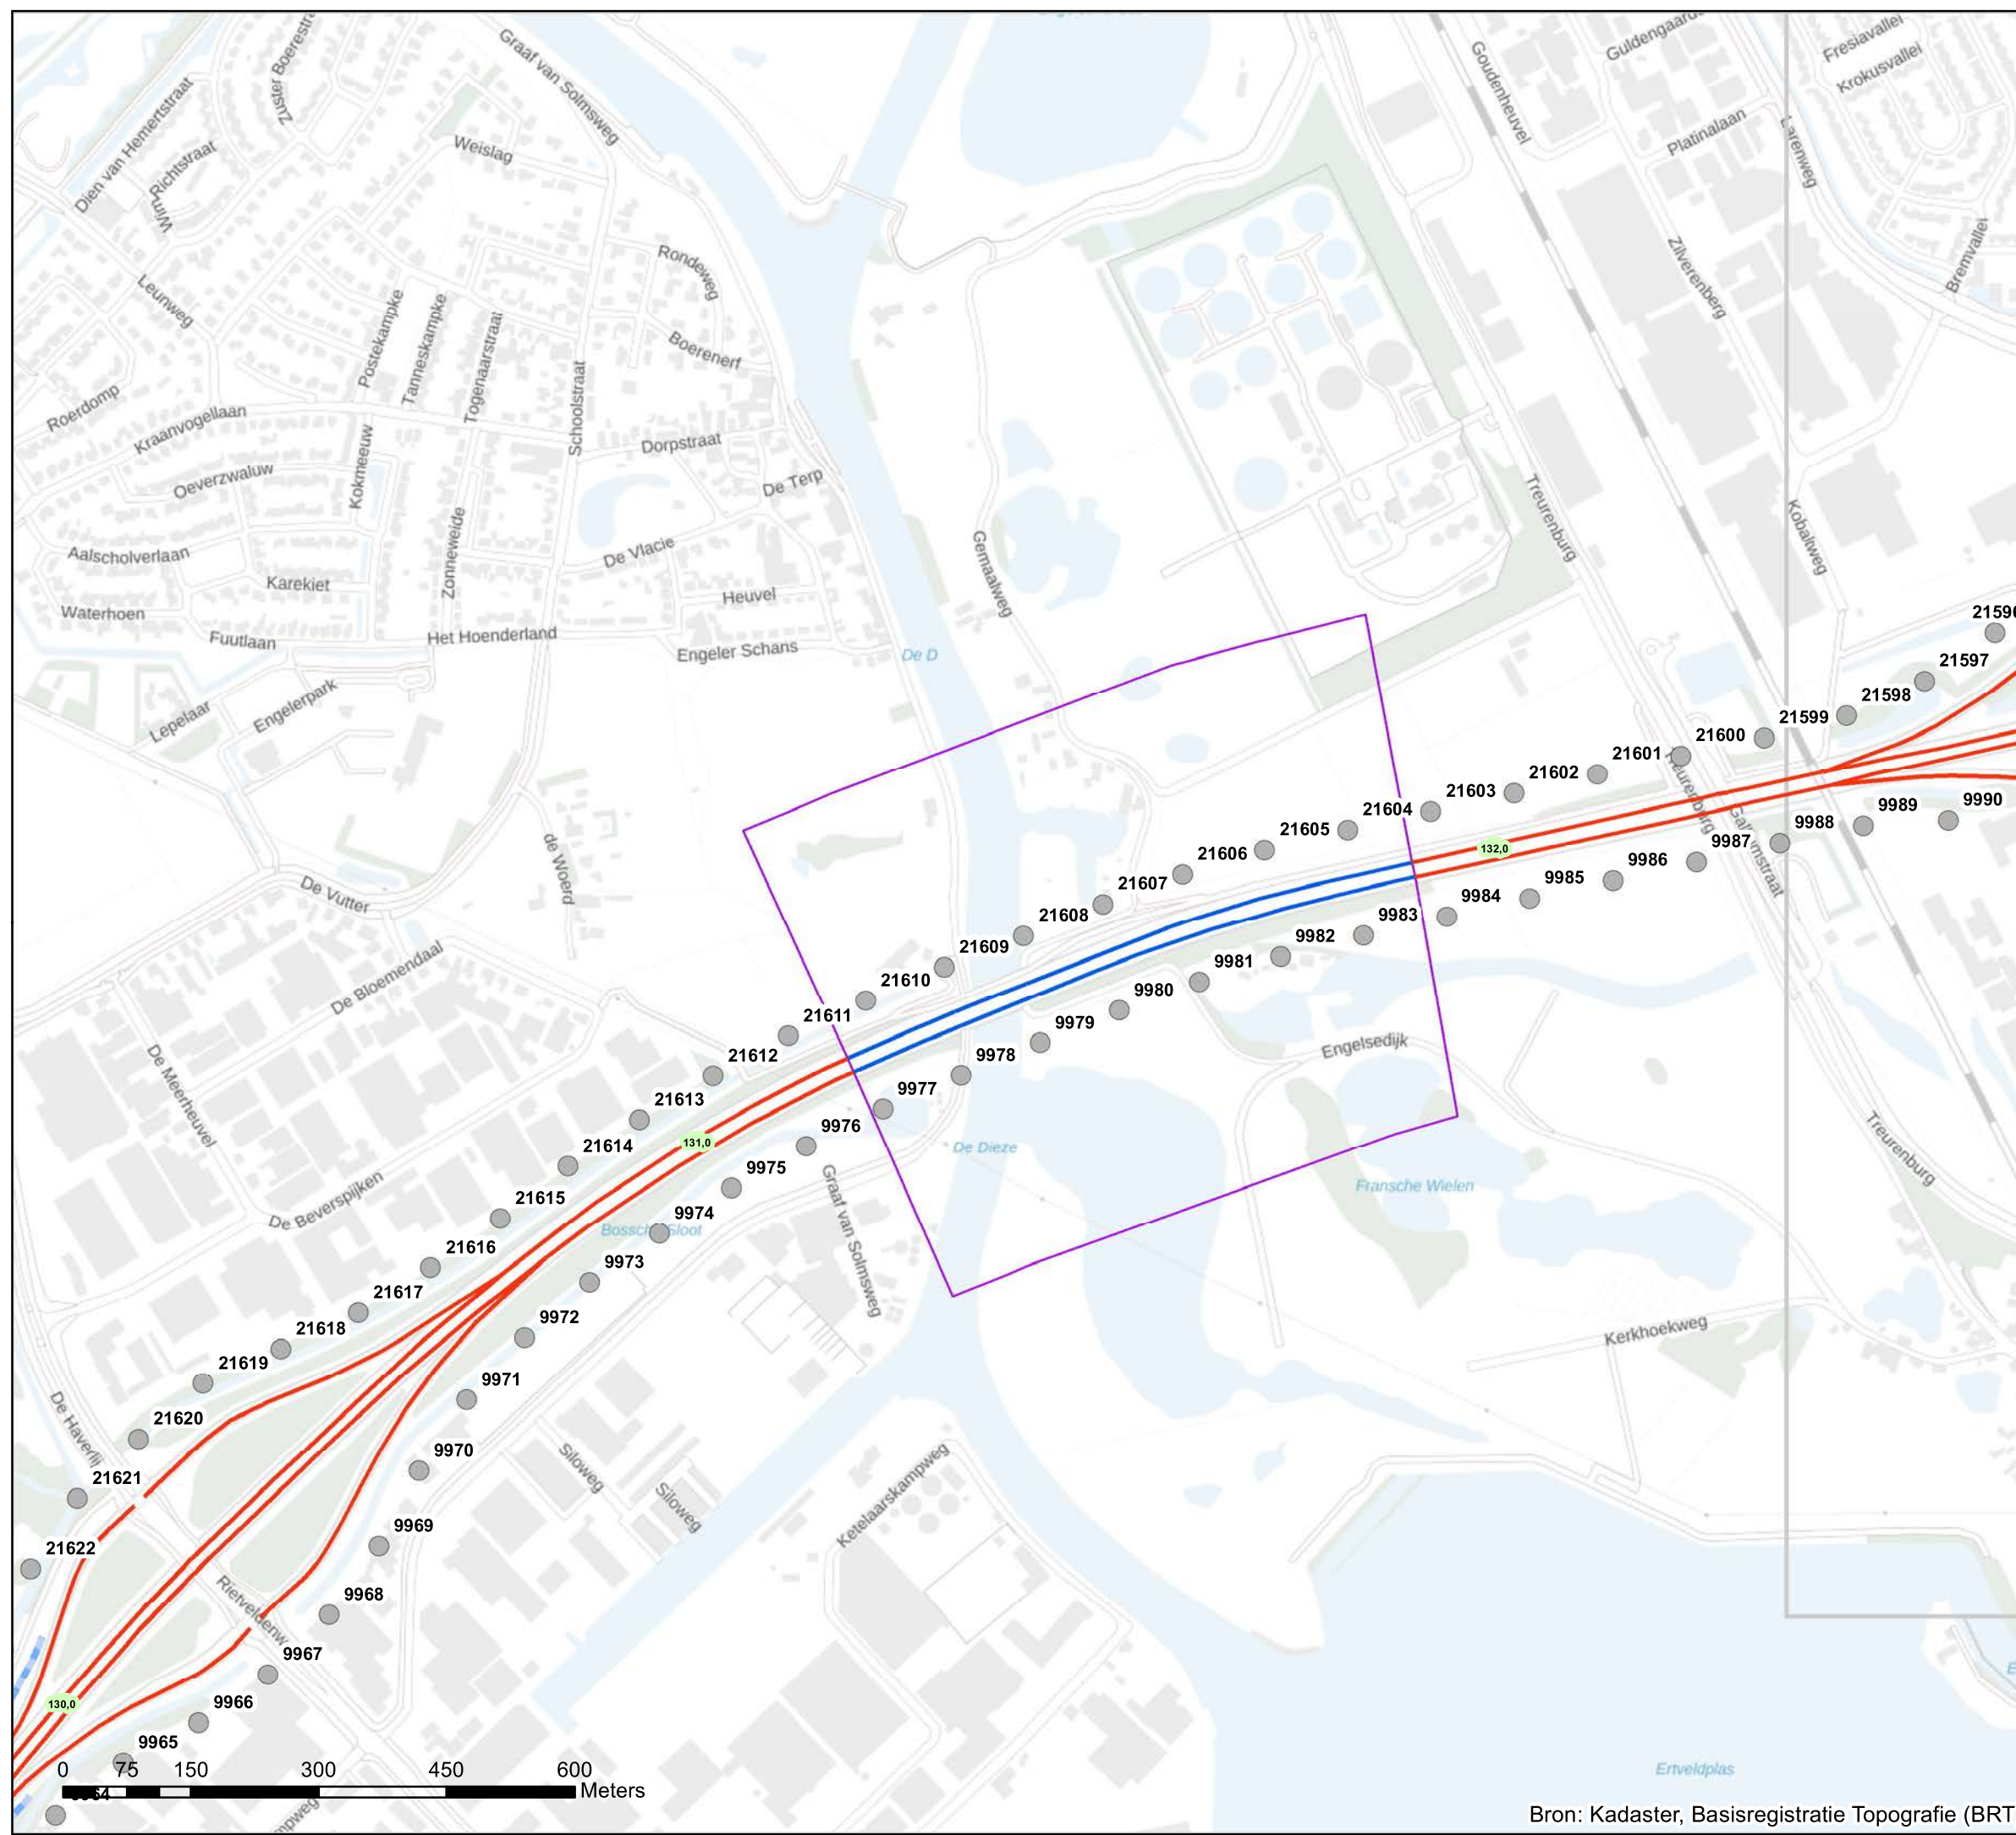 Graaf van Solmsweg
Goudenheuvel
Fresiavallei
Krokusvallei
Zuster
Dien van Hemertstraat
Richtstraat
Weislag
Platinalaan
Larenweg
Rondeweg
Zilverenberg
Bremvallei
Leunweg
Postekampke
Tanneskampke
Togenaarstraat
Boerenerf
Schoolstraat
Roerdomp
Kraanvogellaan
Dorpstraat
Oeverzwaluw
Kokmeeuw
De Terp
Treurenburg
Kobaltweg
Aalscholverlaan
Zonneweide
De Vlacie
Gemaalweg
Karekiet
Heuvel
Waterhoen
Fuutlaan
Het Hoenderland
Engeler Schans
De D
21597
21598
21599
21600
Lepelaar
Engelerpark
21601
21602
21603
21604
21605
21606
21607
21608
21609
21610
21611
21612
21613
21614
21615
21616
21617
21618
21619
21620
21621
21622
Treurenburg
132,0
9990
9989
9988
9987
9986
9985
9984
9983
9982
9981
9980
9979
9978
9977
9976
9975
9974
9973
9972
9971
9970
9969
9968
9967
9966
9965
de Woerd
De Vutter
De Bloemendaal
De Meerheuvel
De Beverspijken
131,0
Engelsedijk
De Dieze
Fransche Wielen
Treurenburg
Graaf van Solmsweg
Kerkhoekweg
Siloweg
Siloweg
Ketelaarskampweg
130,0
0 75 150 300 450 600
Meters
Ertveldplas
Bron: Kadaster, Basisregistratie Topografie (BRT